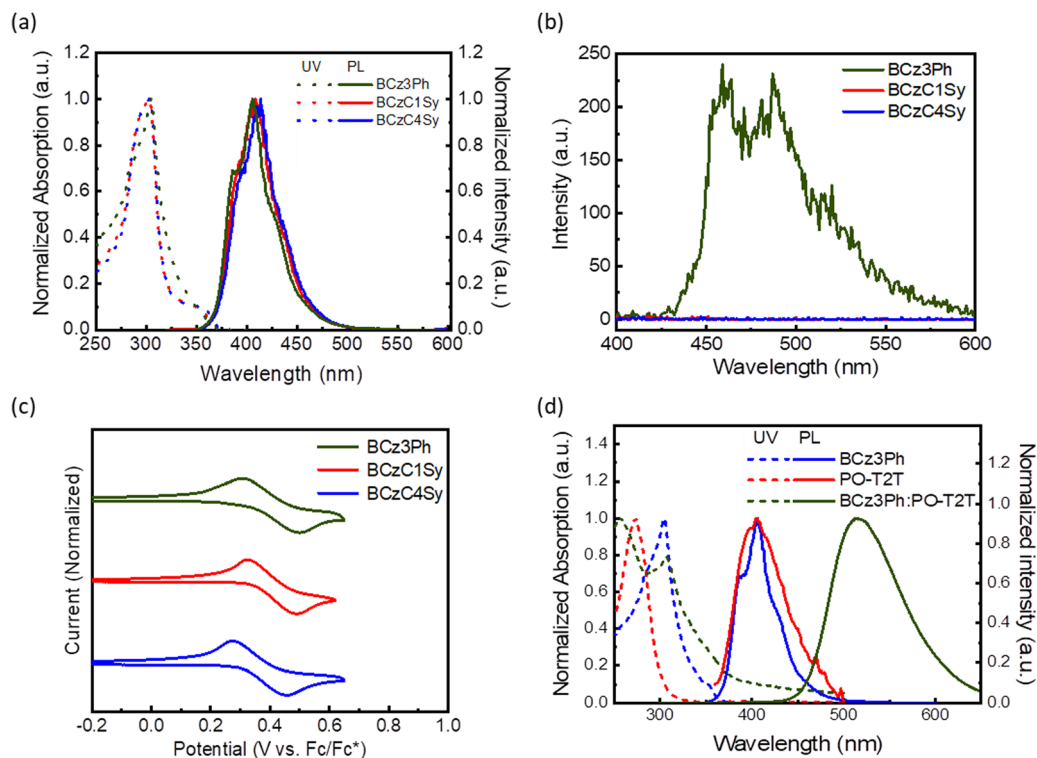 (a)
1.2
1.0
0.8
0.6
0.4
0.2
0.0
Normalized Absorption (a.u.)
250 300 350 400 450 500 550 600
Wavelength (nm)
1.2
1.0
0.8
0.6
0.4
0.2
0.0
Normalized intensity (a.u.)
UV PL
BCz3Ph
BCzC1Sy
BCzC4Sy
(b)
250
200
150
100
50
0
Intensity (a.u.)
400 450 500 550 600
Wavelength (nm)
BCz3Ph
BCzC1Sy
BCzC4Sy
(c)
Current (Normalized)
-0.2 0.0 0.2 0.4 0.6 0.8 1.0
Potential (V vs. Fc/Fc*)
BCz3Ph
BCzC1Sy
BCzC4Sy
(d)
1.4
1.2
1.0
0.8
0.6
0.4
0.2
0.0
Normalized Absorption (a.u.)
300 400 500 600
Wavelength (nm)
1.2
1.0
0.8
0.6
0.4
0.2
0.0
Normalized intensity (a.u.)
UV PL
BCz3Ph
PO-T2T
BCz3Ph:PO-T2T